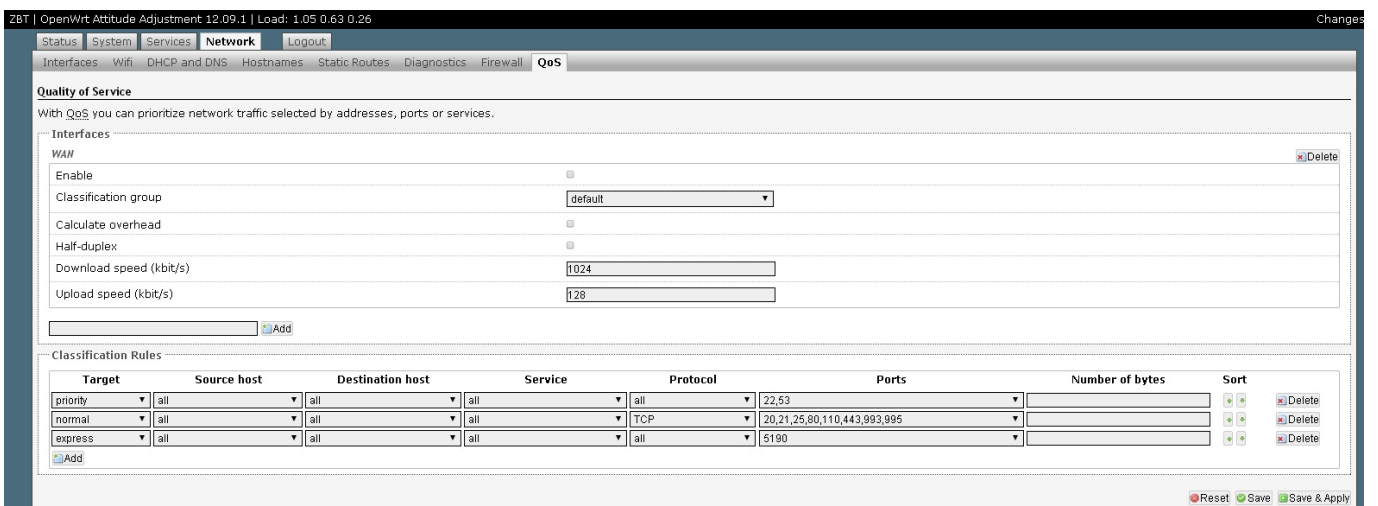 ZBT | OpenWrt Attitude Adjustment 12.09.1 | Load: 1.05 0.63 0.26 Changes
Status System Services Network Logout
Interfaces Wifi DHCP and DNS Hostnames Static Routes Diagnostics Firewall QoS
Quality of Service
With QoS you can prioritize network traffic selected by addresses, ports or services.
Interfaces
WAN Delete
Enable
Classification group default
Calculate overhead
Half-duplex
Download speed (kbit/s) 1024
Upload speed (kbit/s) 128
Add
Classification Rules
Target Source host Destination host Service Protocol Ports Number of bytes Sort
priority all all all all 22,53 Delete
normal all all all TCP 20,21,25,80,110,443,993,995 Delete
express all all all all 5190 Delete
Add
Reset Save Save & Apply